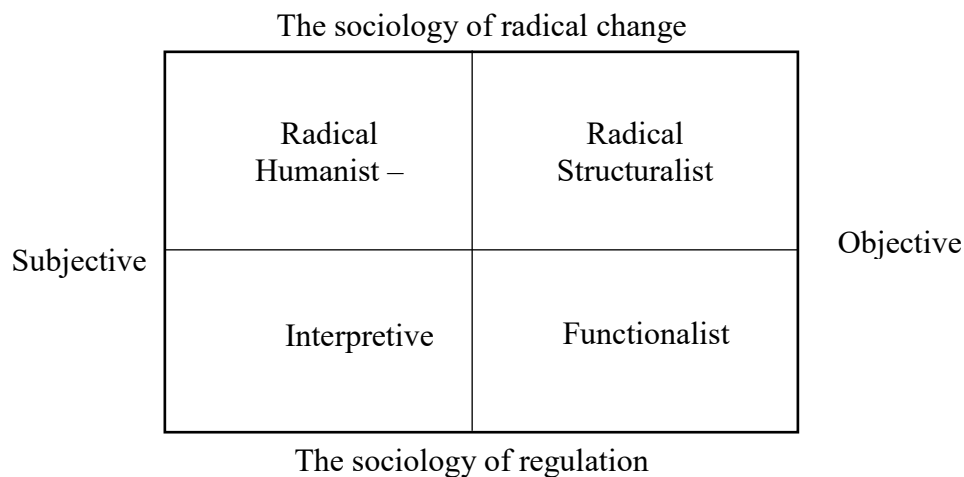 The sociology of radical change
Radical
Humanist –
Radical
Structuralist
Subjective
Objective
Interpretive
Functionalist
The sociology of regulation